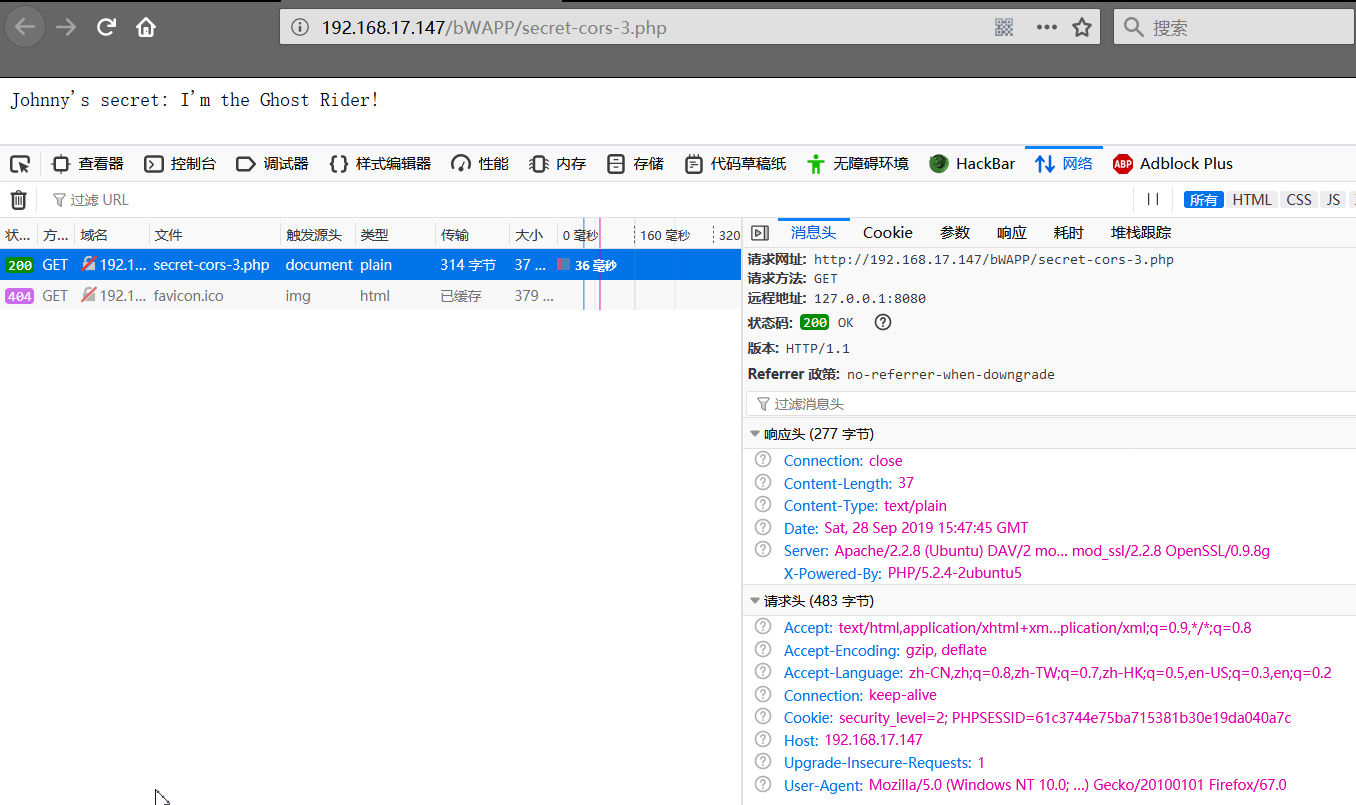 192.168.17.147/bWAPP/secret-cors-3.php
搜索
Johnny's secret: I'm the Ghost Rider!
查看器 控制台 调试器 样式编辑器 性能 内存 存储 代码草稿纸 无障碍环境 HackBar 网络 ABP Adblock Plus
过滤 URL 所有 HTML CSS JS
状... 方... 域名 文件 触发源头 类型 传输 大小 0 毫秒 160 毫秒 320
200 GET 192.1... secret-cors-3.php document plain 314 字节 37 ... 36 毫秒
404 GET 192.1... favicon.ico img html 已缓存 379 ...
消息头 Cookie 参数 响应 耗时 堆栈跟踪
请求网址: http://192.168.17.147/bWAPP/secret-cors-3.php
请求方法: GET
远程地址: 127.0.0.1:8080
状态码: 200 OK
版本: HTTP/1.1
Referrer 政策: no-referrer-when-downgrade
过滤消息头
响应头 (277 字节)
Connection: close
Content-Length: 37
Content-Type: text/plain
Date: Sat, 28 Sep 2019 15:47:45 GMT
Server: Apache/2.2.8 (Ubuntu) DAV/2 mo... mod_ssl/2.2.8 OpenSSL/0.9.8g
X-Powered-By: PHP/5.2.4-2ubuntu5
请求头 (483 字节)
Accept: text/html,application/xhtml+xm...plication/xml;q=0.9,*/*;q=0.8
Accept-Encoding: gzip, deflate
Accept-Language: zh-CN,zh;q=0.8,zh-TW;q=0.7,zh-HK;q=0.5,en-US;q=0.3,en;q=0.2
Connection: keep-alive
Cookie: security_level=2; PHPSESSID=61c3744e75ba715381b30e19da040a7c
Host: 192.168.17.147
Upgrade-Insecure-Requests: 1
User-Agent: Mozilla/5.0 (Windows NT 10.0; ...) Gecko/20100101 Firefox/67.0